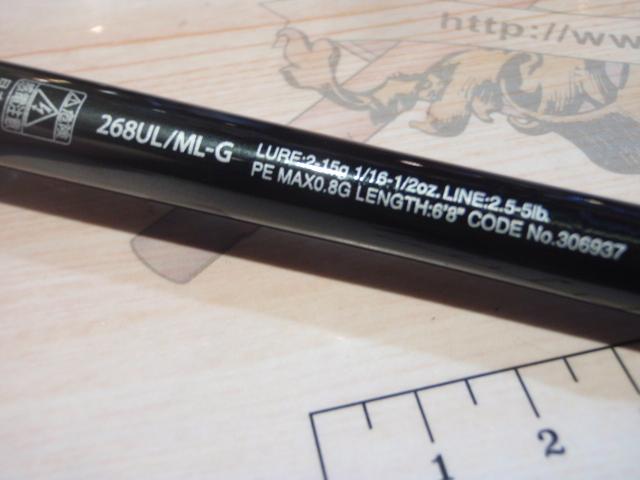 http://ww
268UL/ML-G
LURE:2-15g 1/16-1/2oz. LINE:2.5-5lb.
PE MAX0.8G LENGTH:6'8" CODE No.306937
1
2